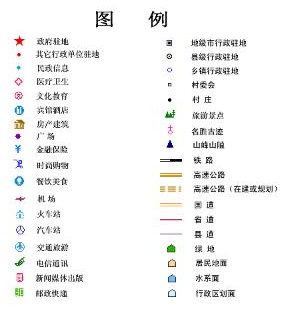 图 例
政府驻地
其它行政单位驻地
民政信息
医疗卫生
文化教育
宾馆酒店
房产建筑
广 场
金融保险
时尚购物
餐饮美食
机 场
火车站
汽车站
交通旅游
电信通讯
新闻媒体出版
邮政快递
地级市行政驻地
县级行政驻地
乡镇行政驻地
村委会
村 庄
旅游景点
名胜古迹
山峰山隘
铁 路
高速公路
高速公路（在建或规划）
国 道
省 道
县 道
绿 地
居民地面
水系面
行政区划面